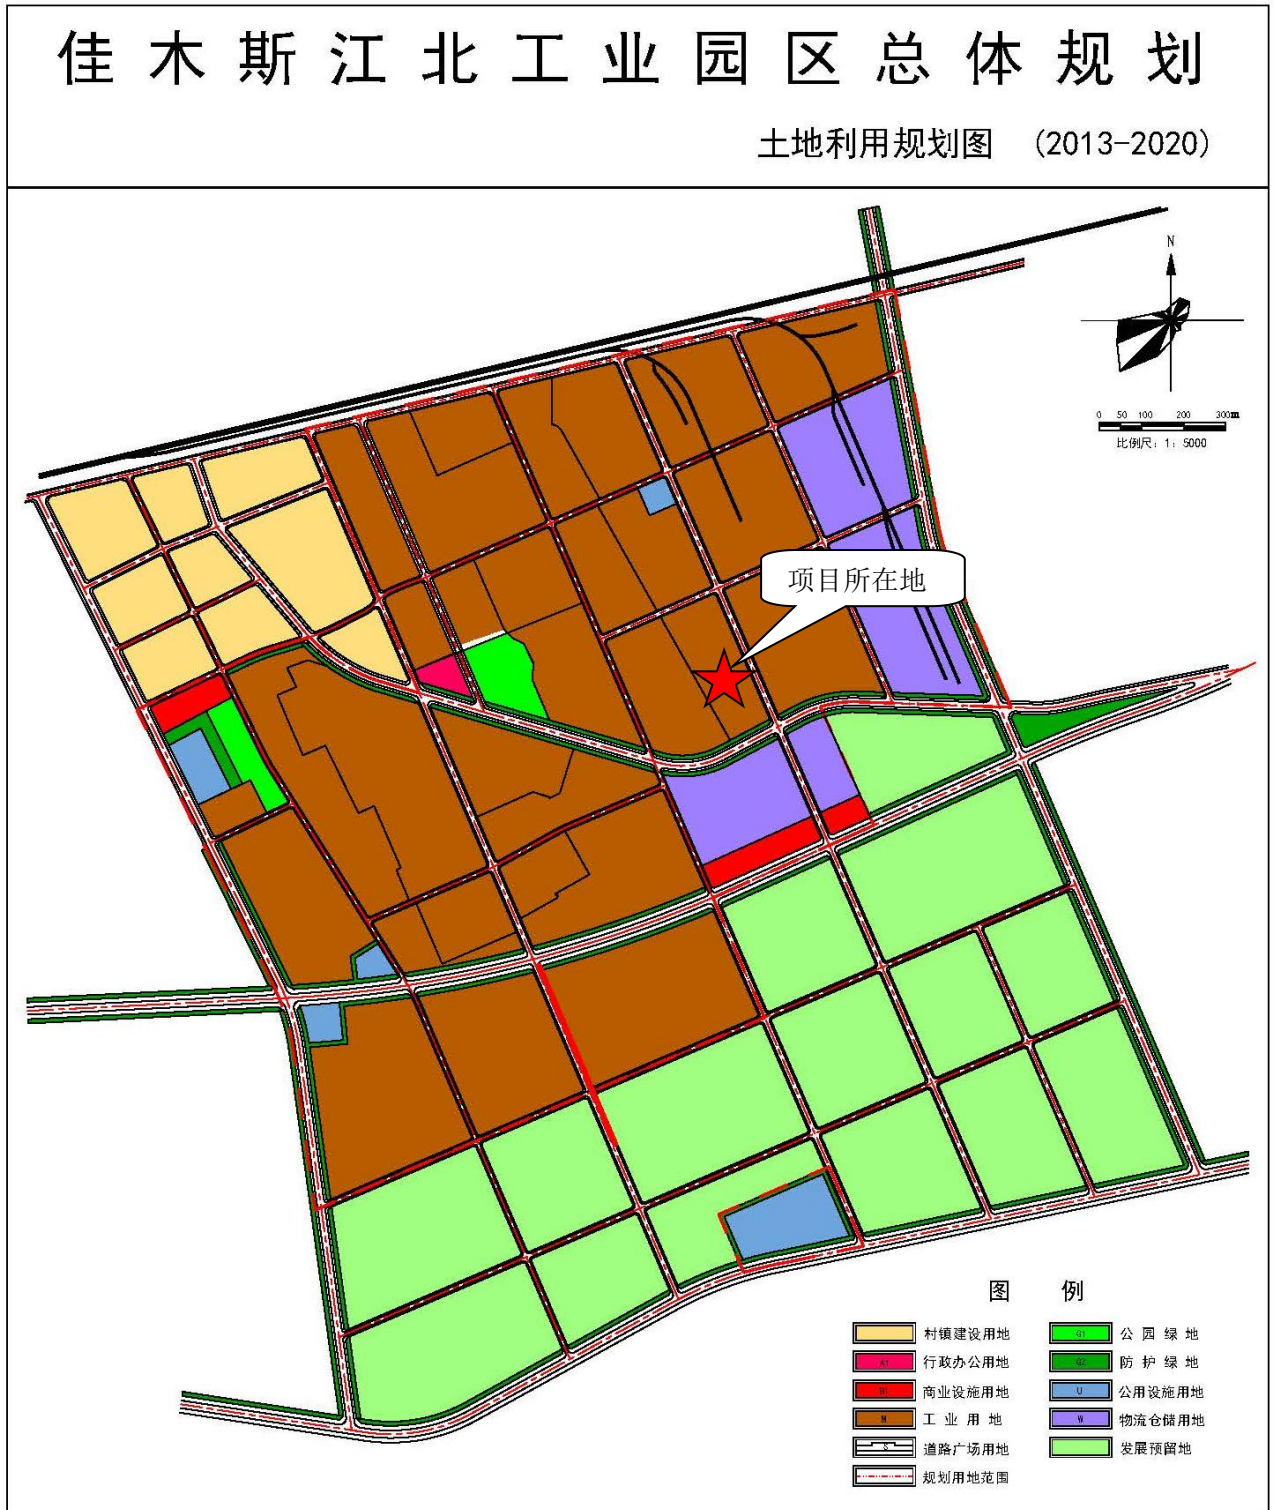 佳木斯江北工业园区总体规划
土地利用规划图 (2013-2020)
N
0 50 100 200 300m
比例尺: 1: 5000
项目所在地
图 例
村镇建设用地
G1 公园绿地
A1 行政办公用地
G2 防护绿地
B1 商业设施用地
U 公用设施用地
M 工业用地
W 物流仓储用地
S 道路广场用地
发展预留地
规划用地范围